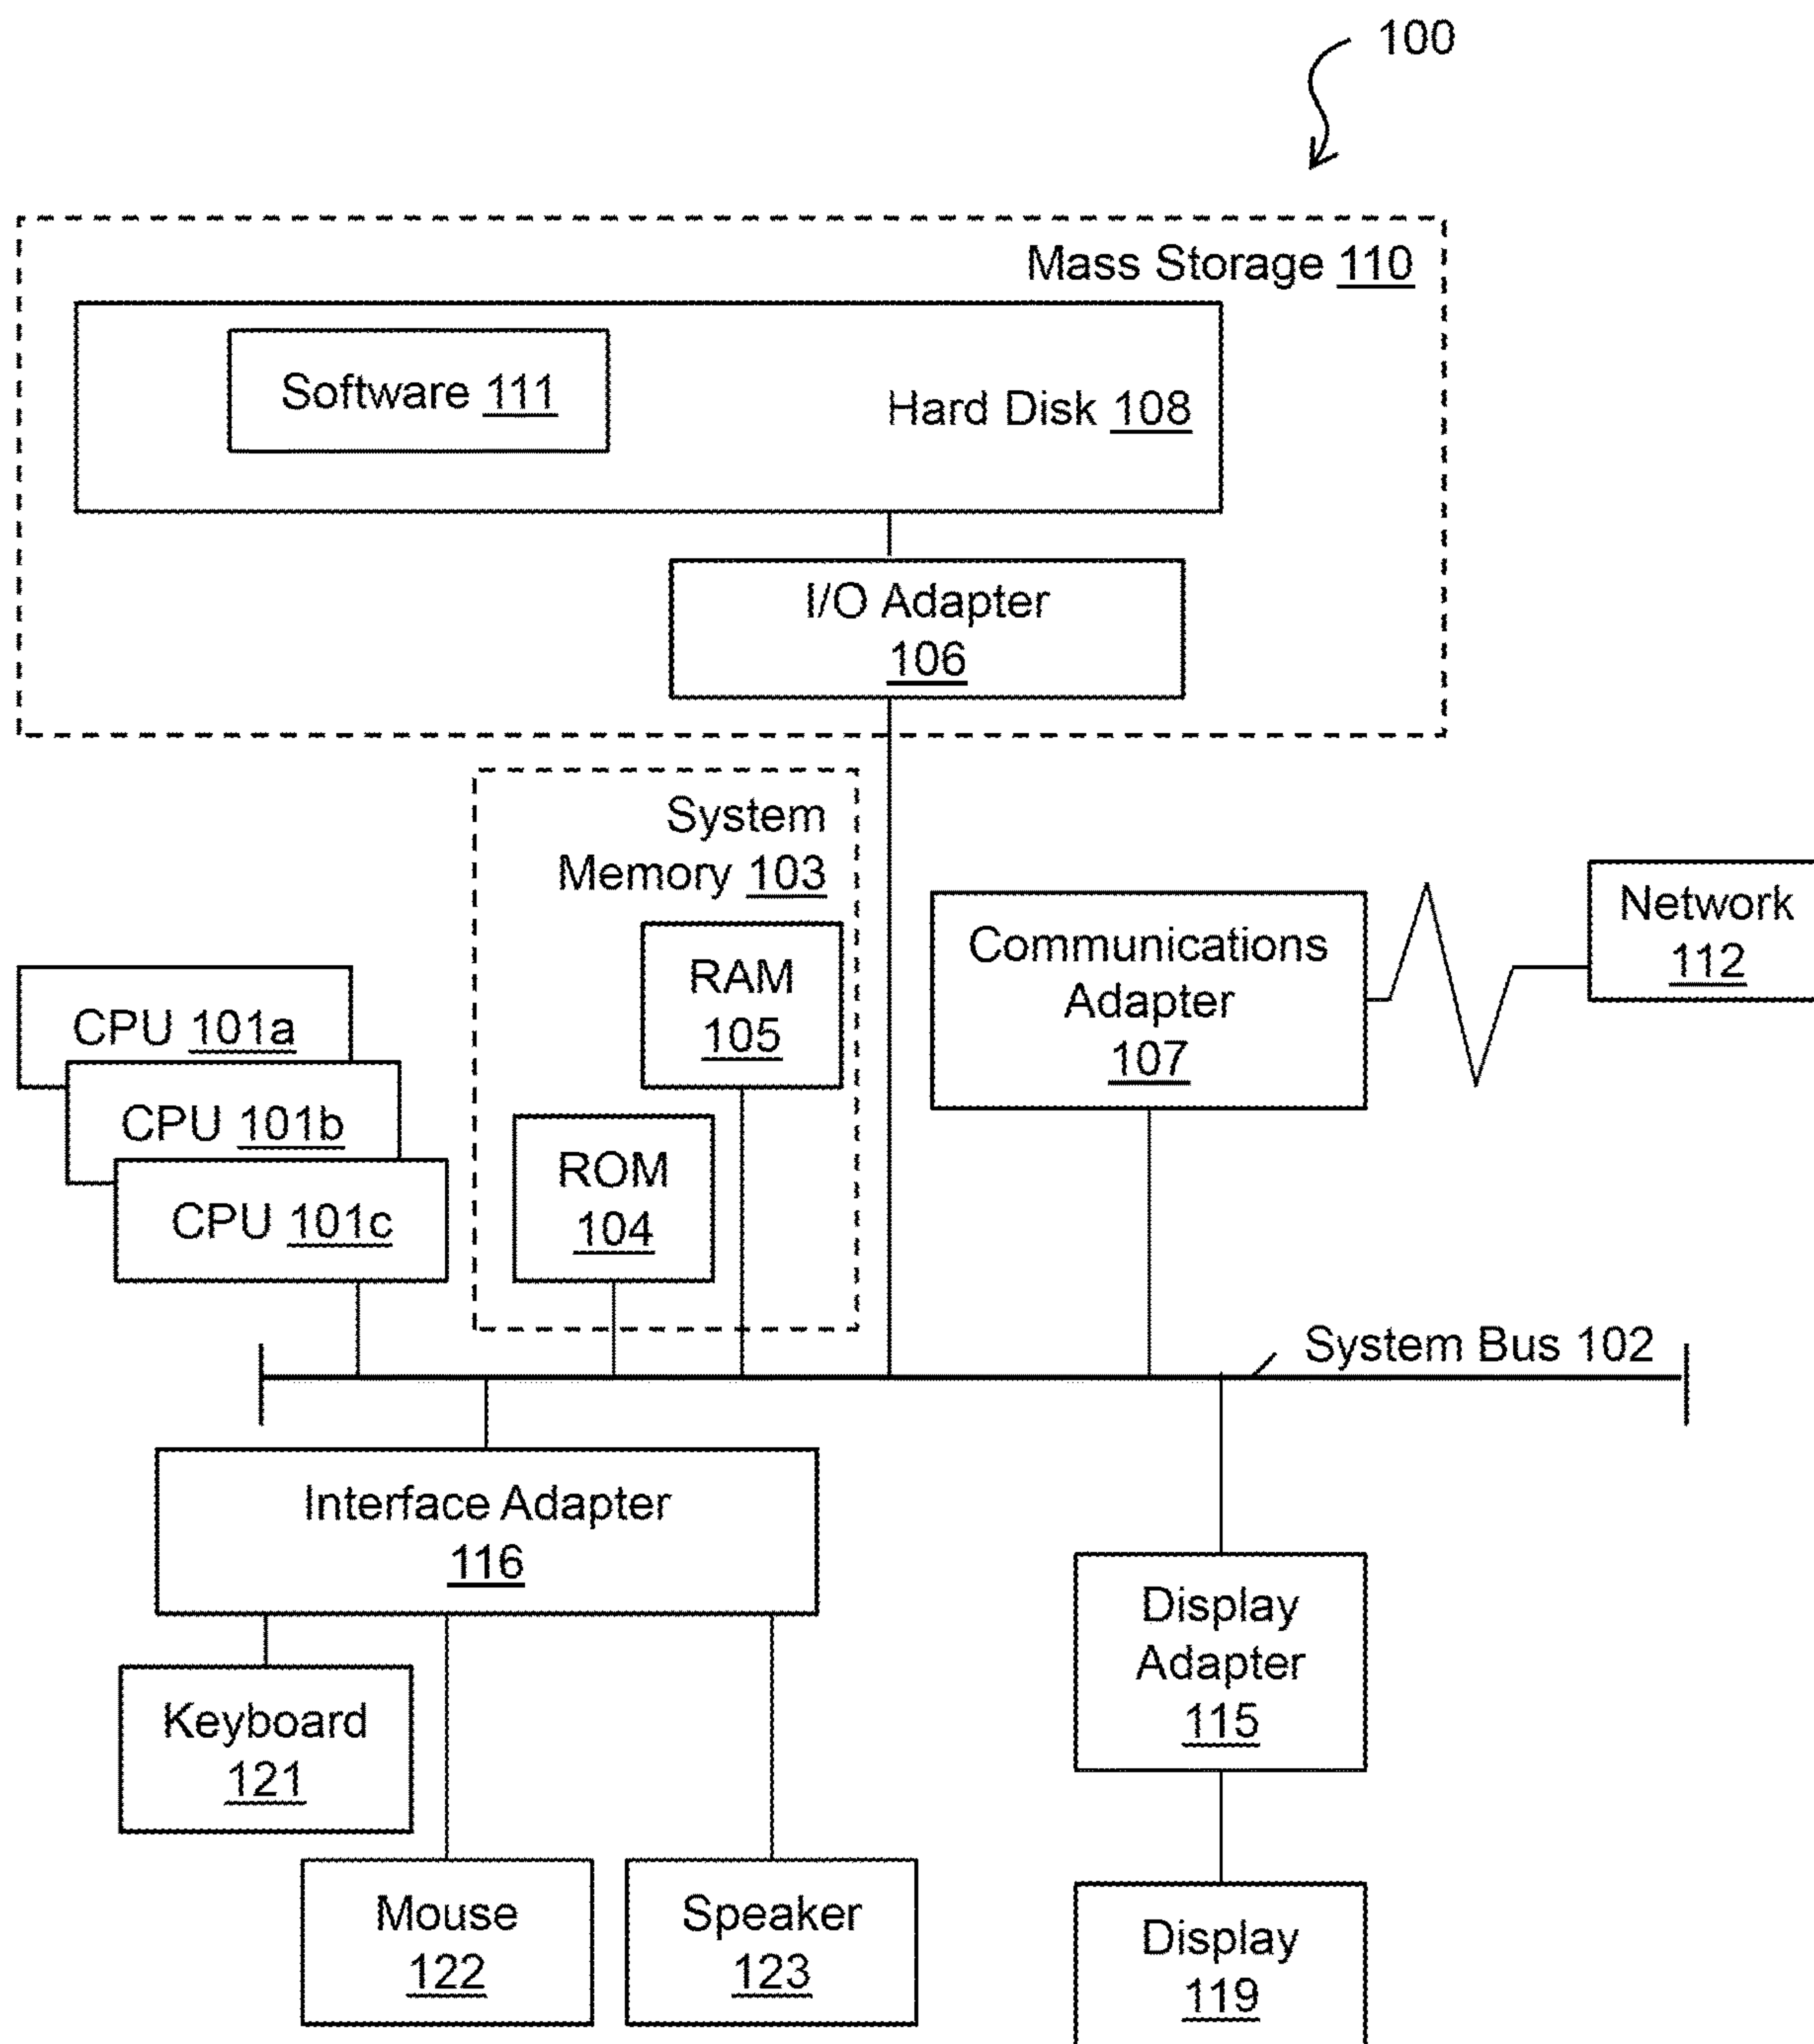 100
Mass Storage 110
Software 111
Hard Disk 108
I/O Adapter
106
System
Memory 103
RAM
105
ROM
104
Communications
Adapter
107
Network
112
CPU 101a
CPU 101b
CPU 101c
System Bus 102
Interface Adapter
116
Keyboard
121
Mouse
122
Speaker
123
Display
Adapter
115
Display
119